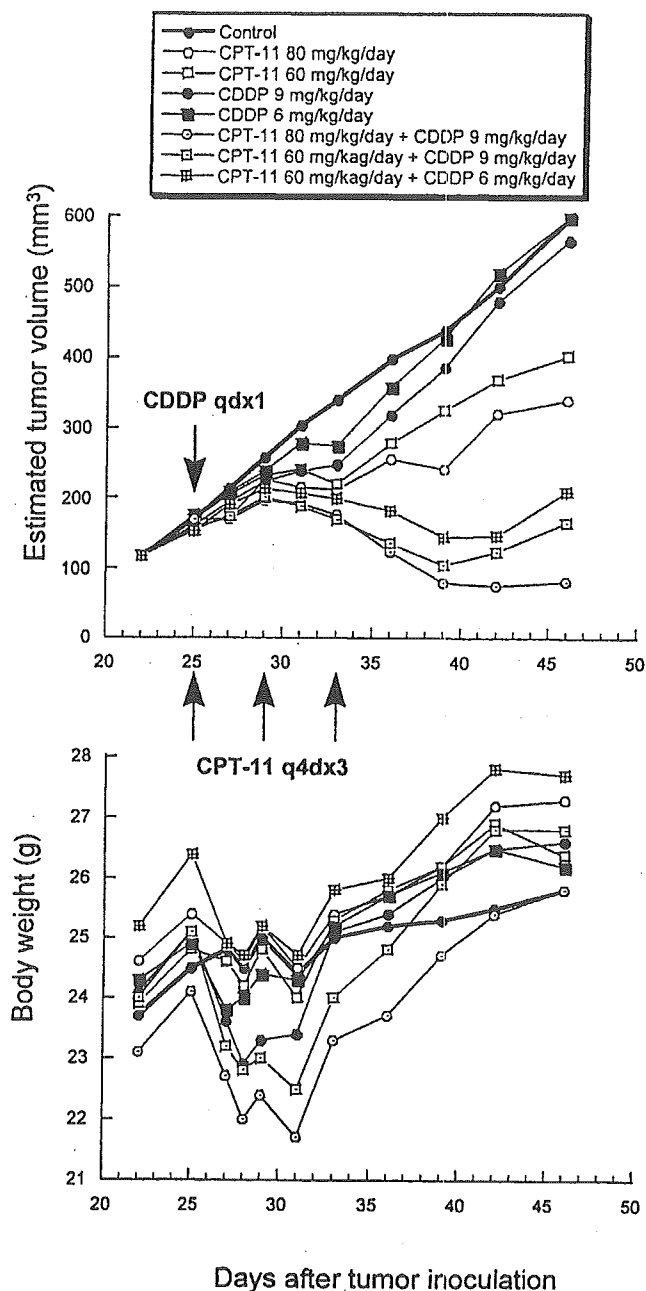 Control
CPT-11 80 mg/kg/day
CPT-11 60 mg/kg/day
CDDP 9 mg/kg/day
CDDP 6 mg/kg/day
CPT-11 80 mg/kg/day + CDDP 9 mg/kg/day
CPT-11 60 mg/kag/day + CDDP 9 mg/kg/day
CPT-11 60 mg/kag/day + CDDP 6 mg/kg/day
Estimated tumor volume (mm³)
600
500
400
300
200
100
0
CDDP qdx1
20 25 30 35 40 45 50
CPT-11 q4dx3
Body weight (g)
28
27
26
25
24
23
22
21
20 25 30 35 40 45 50
Days after tumor inoculation